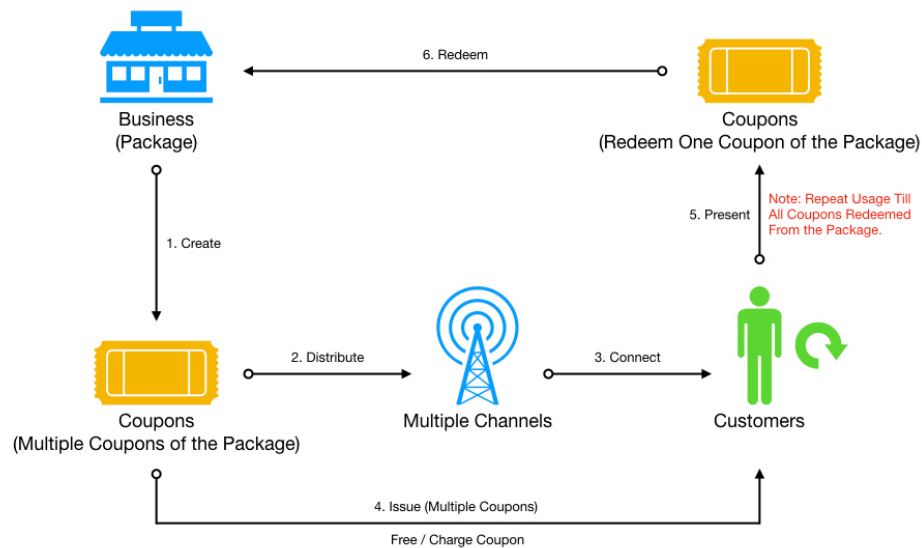 6. Redeem
Business
(Package)
Coupons
(Redeem One Coupon of the Package)
1. Create
5. Present
Note: Repeat Usage Till
All Coupons Redeemed
From the Package.
2. Distribute
3. Connect
Coupons
(Multiple Coupons of the Package)
Multiple Channels
Customers
4. Issue (Multiple Coupons)
Free / Charge Coupon